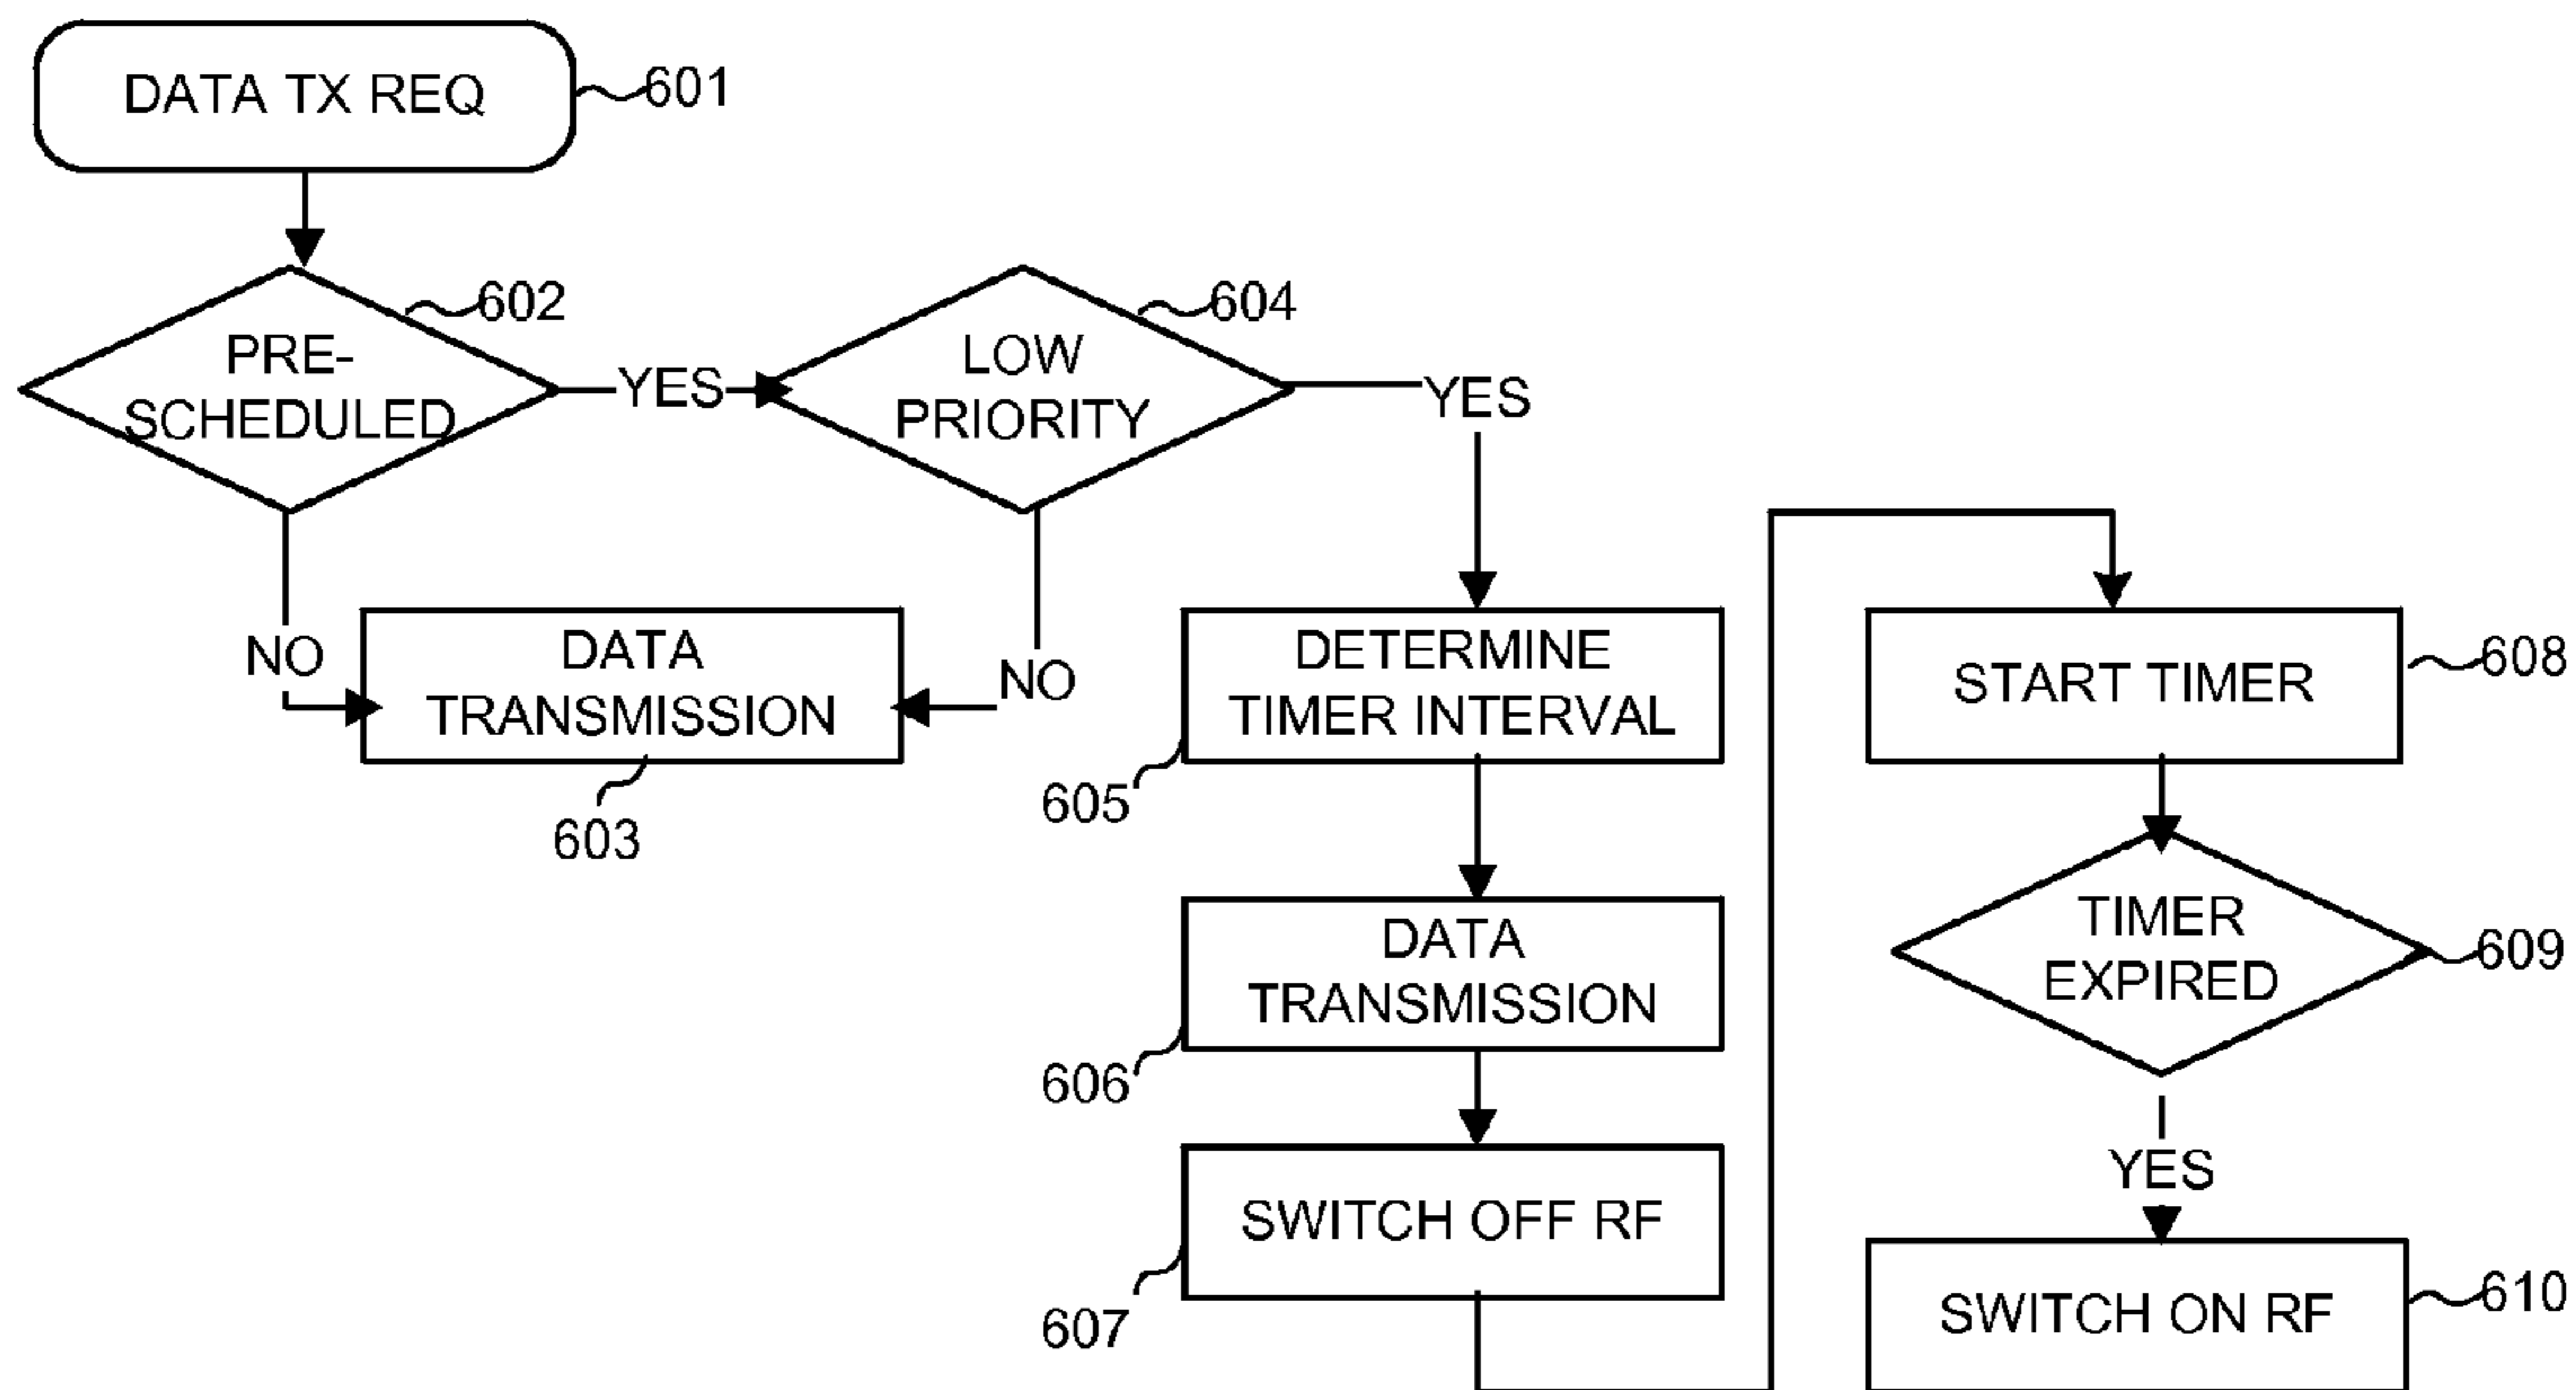 DATA TX REQ
601
PRE-
SCHEDULED
602
YES
NO
LOW
PRIORITY
604
YES
NO
DATA
TRANSMISSION
603
DETERMINE
TIMER INTERVAL
605
DATA
TRANSMISSION
606
SWITCH OFF RF
607
START TIMER
608
TIMER
EXPIRED
609
YES
SWITCH ON RF
610